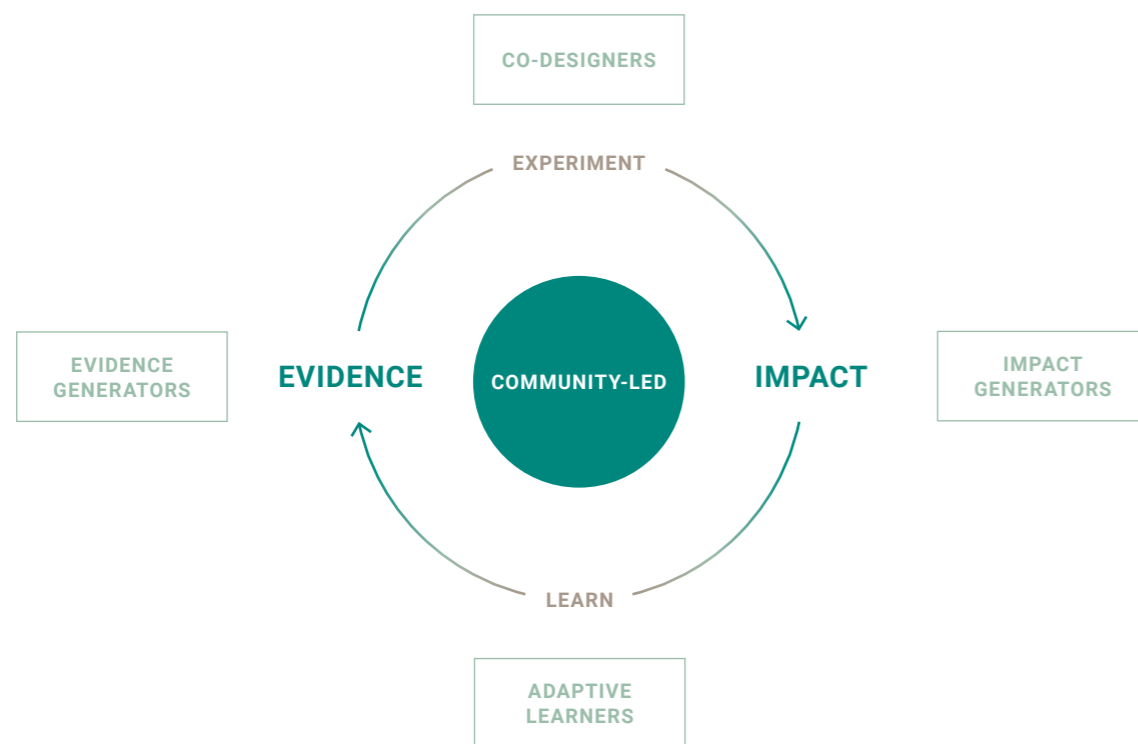 CO-DESIGNERS
EXPERIMENT
EVIDENCE
GENERATORS
EVIDENCE
COMMUNITY-LED
IMPACT
IMPACT
GENERATORS
LEARN
ADAPTIVE
LEARNERS